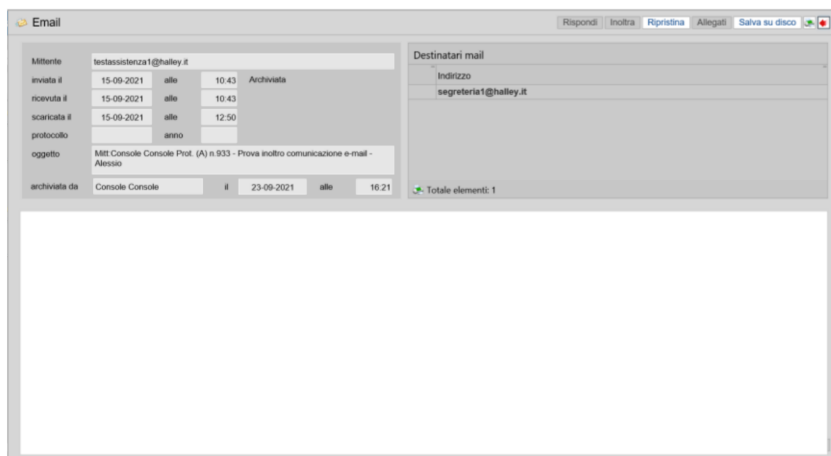 Email
Rispondi Inoltra Ripristina Allegati Salva su disco
Mittente testassistenza1@halley.it
inviata il 15-09-2021 alle 10:43 Archiviata
ricevuta il 15-09-2021 alle 10:43
scaricata il 15-09-2021 alle 12:50
protocollo anno
oggetto Mitt:Console Console Prot. (A) n.933 - Prova inoltro comunicazione e-mail -
Alessio
archiviata da Console Console il 23-09-2021 alle 16:21
Destinatari mail
Indirizzo
segreteria1@halley.it
Totale elementi: 1